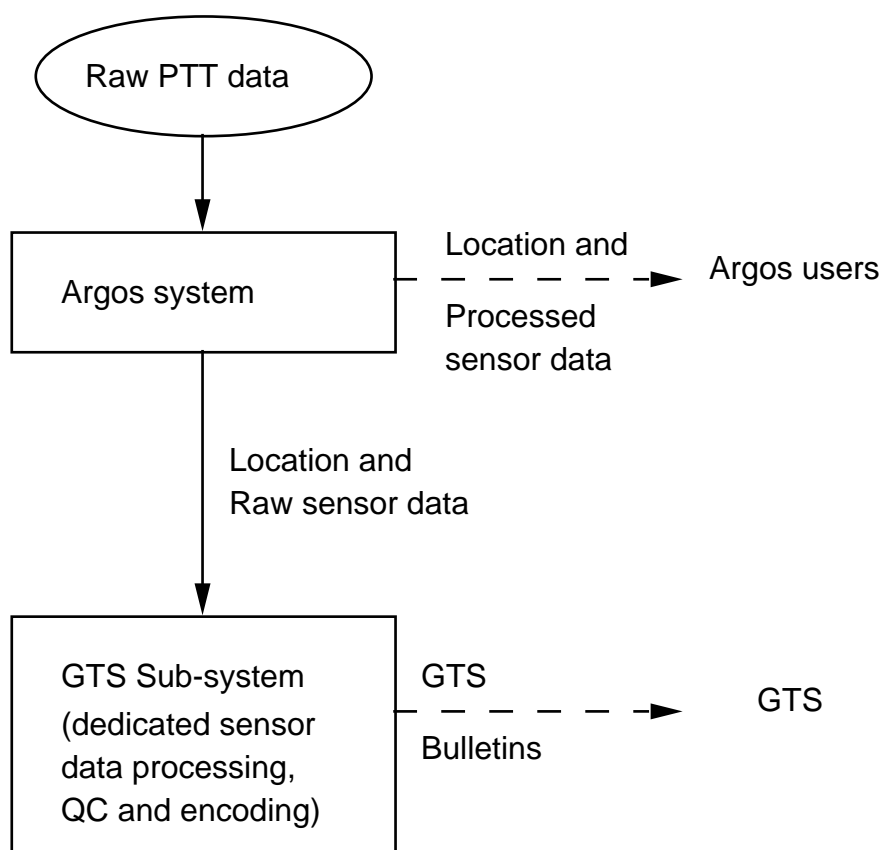 Raw PTT data
Argos system
Location and
Processed
sensor data
Argos users
Location and
Raw sensor data
GTS Sub-system
(dedicated sensor
data processing,
QC and encoding)
GTS
Bulletins
GTS